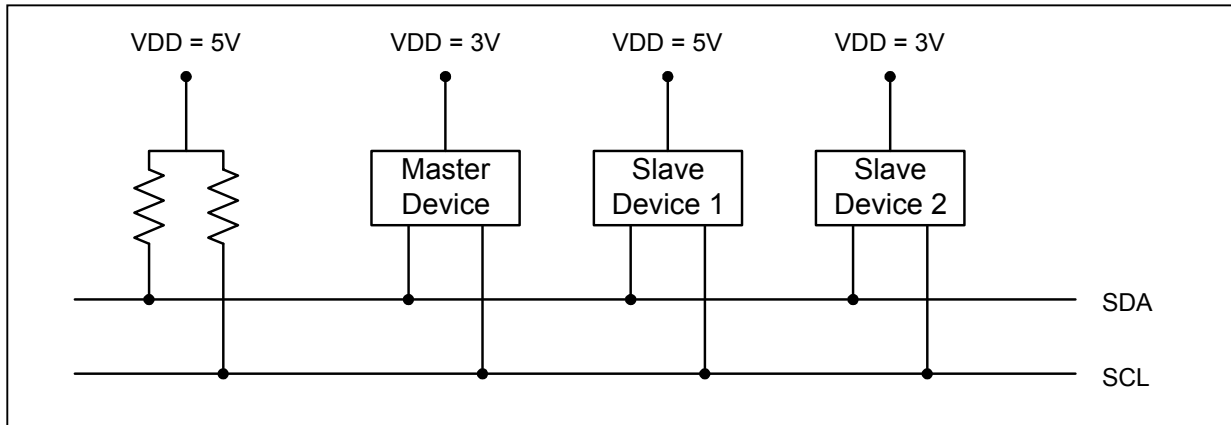 VDD = 5V
VDD = 3V
VDD = 5V
VDD = 3V
Master
Device
Slave
Device 1
Slave
Device 2
SDA
SCL